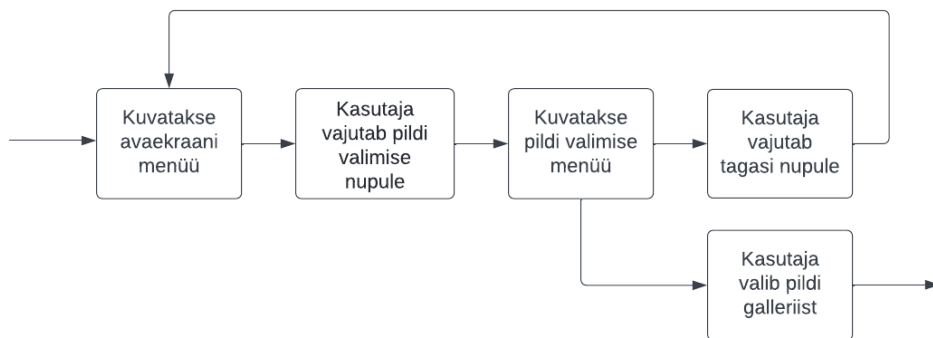 Kuvatakse
avaekraani
menüü
Kasutaja
vajutab pildi
valimise
nupule
Kuvatakse
pildi valimise
menüü
Kasutaja
vajutab
tagasi nupule
Kasutaja
valib pildi
galleriist